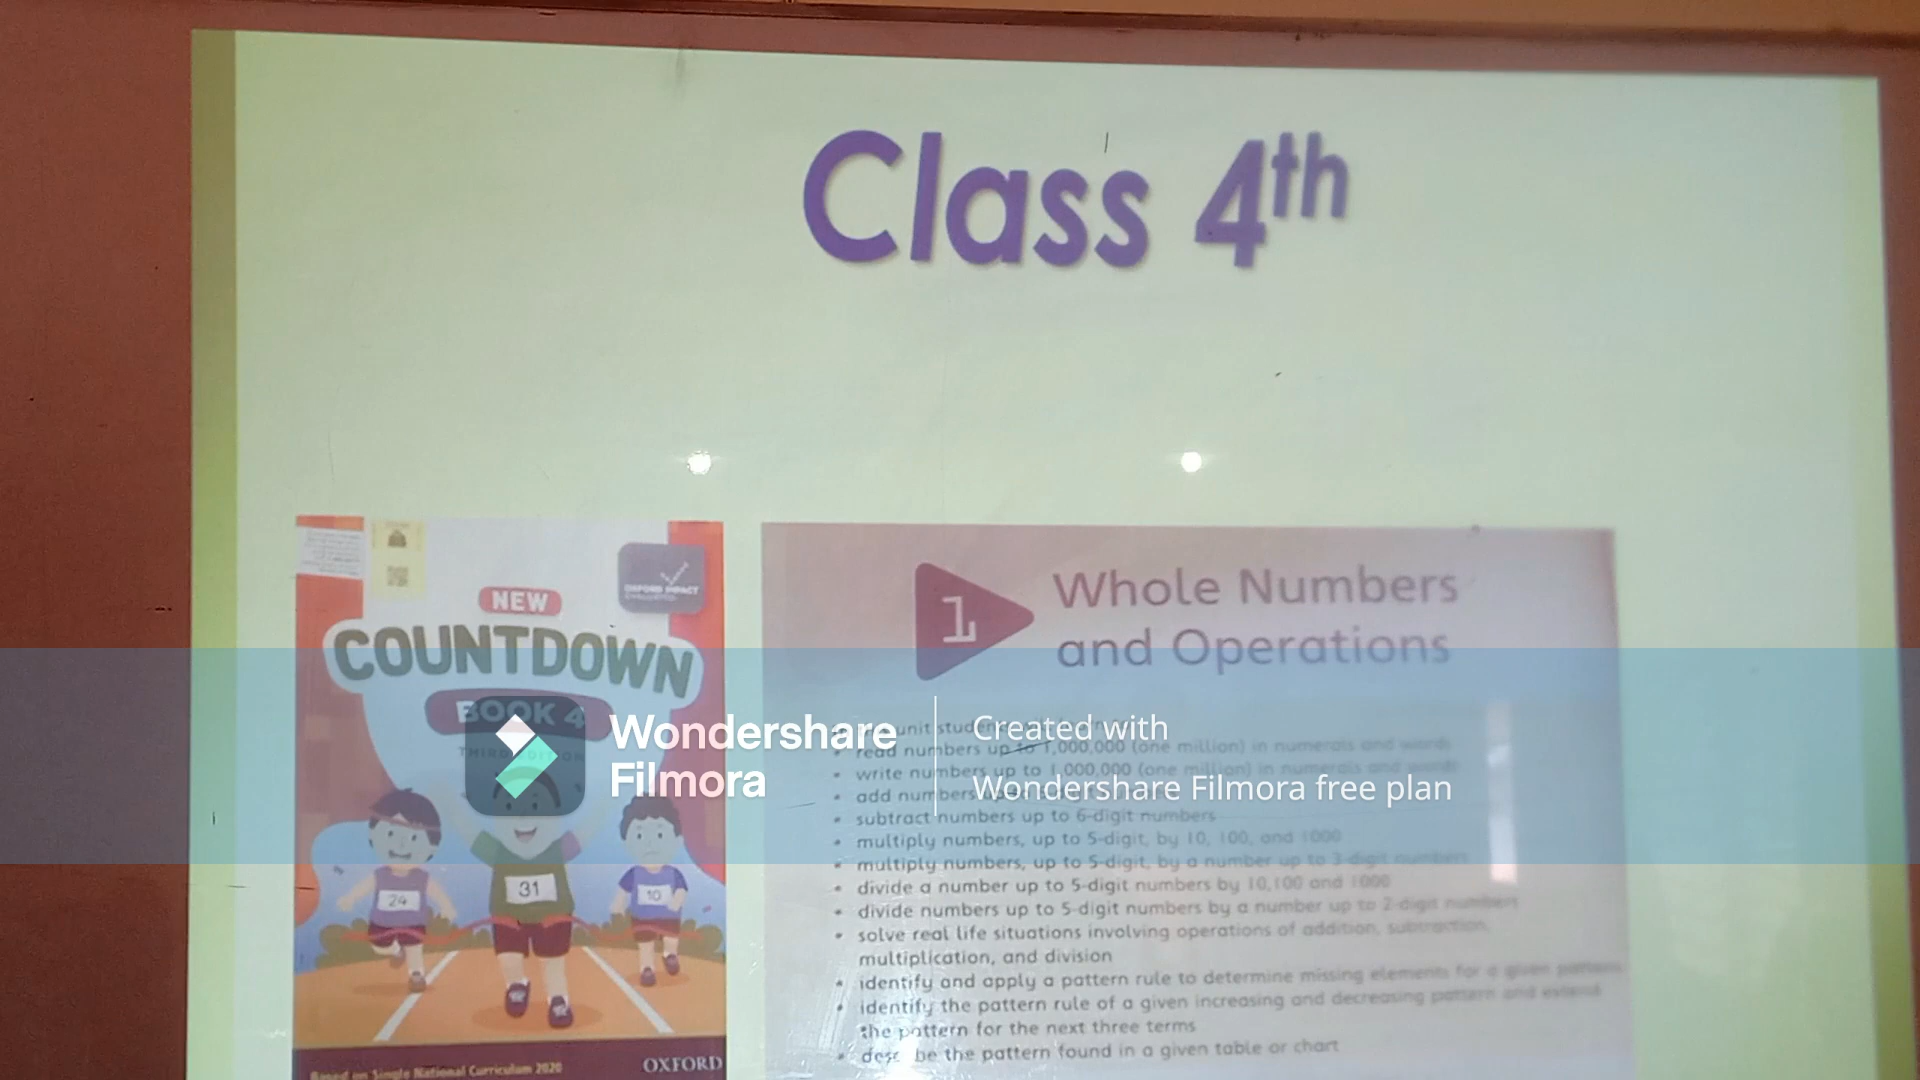 Class 4th
NEW
COUNTDOWN
BOOK 4
THIRD EDITION
OXFORD IMPACT
EVALUATED
24
31
10
Based on Single National Curriculum 2020
OXFORD
1
Whole Numbers
and Operations
unit
• read numbers up to 1,000,000 (one million) in numerals and words
• write numbers up to 1,000,000 (one million) in numerals and words
• add numbers
• subtract numbers up to 6-digit numbers
• multiply numbers, up to 5-digit, by 10, 100, and 1000
• multiply numbers, up to 5-digit, by a number up to 3-digit numbers
• divide a number up to 5-digit numbers by 10,100 and 1000
• divide numbers up to 5-digit numbers by a number up to 2-digit numbers
• solve real life situations involving operations of addition, subtraction,
multiplication, and division
• identify and apply a pattern rule to determine missing elements for a given pattern
• identify the pattern rule of a given increasing and decreasing pattern and extend
the pattern for the next three terms
• describe the pattern found in a given table or chart
Wondershare
Filmora
Created with
Wondershare Filmora free plan